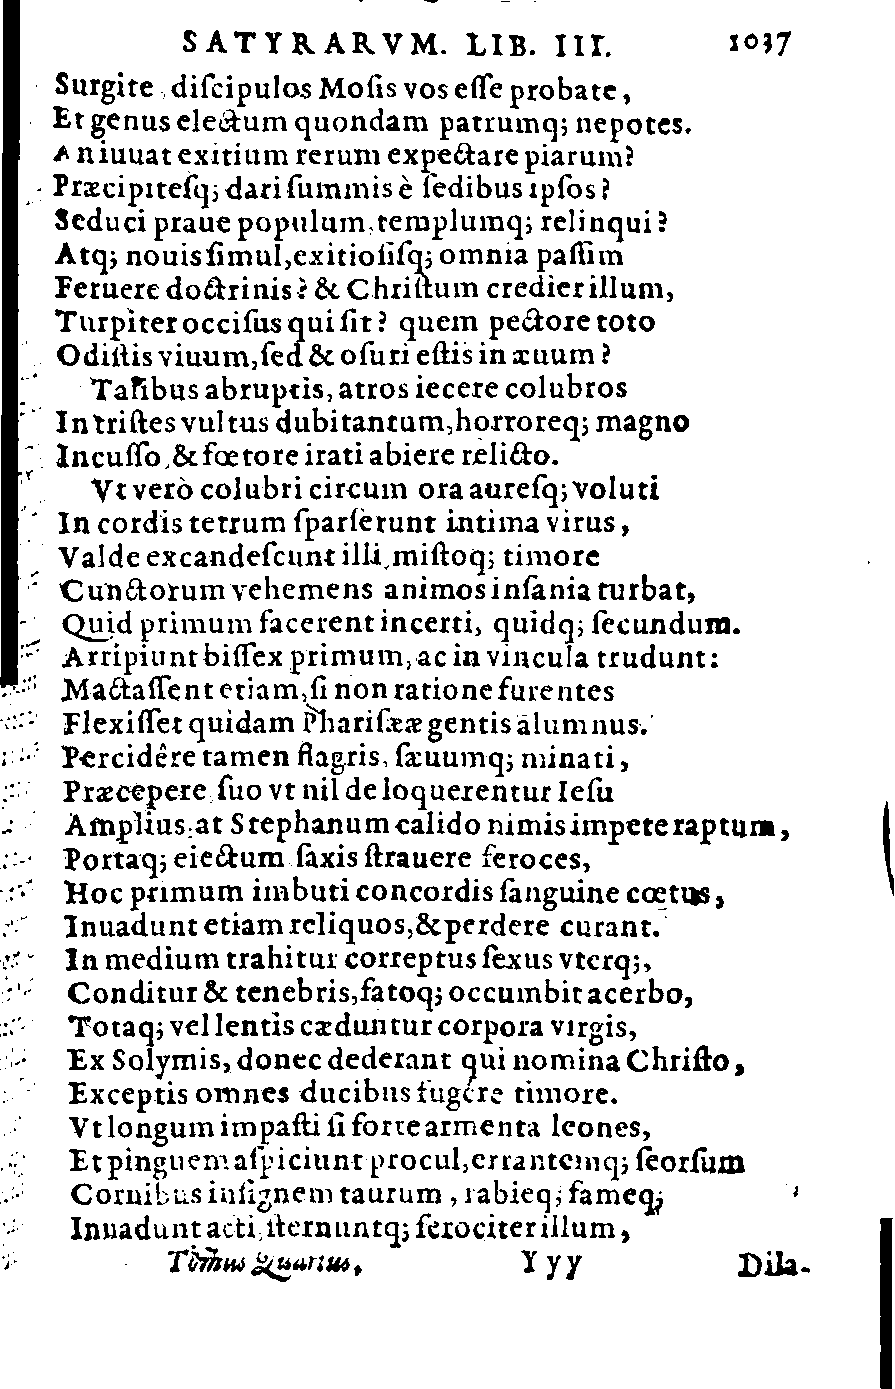 SATYRARVM. LIB. III. 1037
Surgite, diſcipulos Moſis vos eſſe probate,
Et genus electum quondam patrumq; nepotes.
An iuuat exitium rerum expectare piarum?
Præcipiteſq; dari ſummis è ſedibus ipſos?
Seduci praue populum, templumq; relinqui?
Atq; nouis ſimul, exitioſiſq; omnia paſſim
Feruere doctrinis? & Chriſtum credier illum,
Turpiter occiſus qui ſit? quem pectore toto
Odiſtis viuum, ſed & oſuri eſtis in æuum?
Talibus abruptis, atros iecere colubros
In triſtes vultus dubitantum, horroreq; magno
Incuſſo, & fœtore irati abiere rèlicto.
Vt verò colubri circum ora aureſq; voluti
In cordis tetrum ſparſerunt intima virus,
Valde excandeſcunt illi, miſtoq; timore
Cunctorum vehemens animos inſania turbat,
Quid primum facerent incerti, quidq; ſecundum.
Arripiunt biſſex primum, ac in vincula trudunt:
Mactaſſent etiam, ſi non ratione furentes
Flexiſſet quidam Phariſææ gentis alumnus.
Percidêre tamen flagris, ſæuumq; minati,
Præcepere ſuo vt nil de loquerentur Ieſu
Amplius: at Stephanum calido nimis impete raptum,
Portaq; eiectum ſaxis ſtrauere feroces,
Hoc primum imbuti concordis ſanguine cœtus,
Inuadunt etiam reliquos, & perdere curant.
In medium trahitur correptus ſexus vterq;,
Conditur & tenebris, fatoq; occumbit acerbo,
Totaq; vel lentis cæduntur corpora virgis,
Ex Solymis, donec dederant qui nomina Chriſto,
Exceptis omnes ducibus fugére timore.
Vt longum impaſti ſi forte armenta leones,
Et pinguem aſpiciunt procul, errantemq; ſeorſum
Cornibus inſignem taurum, rabieq; fameq;
Inuadunt acti, ſternuntq; ferociter illum,
Tomus Quartus. Yyy Dila-